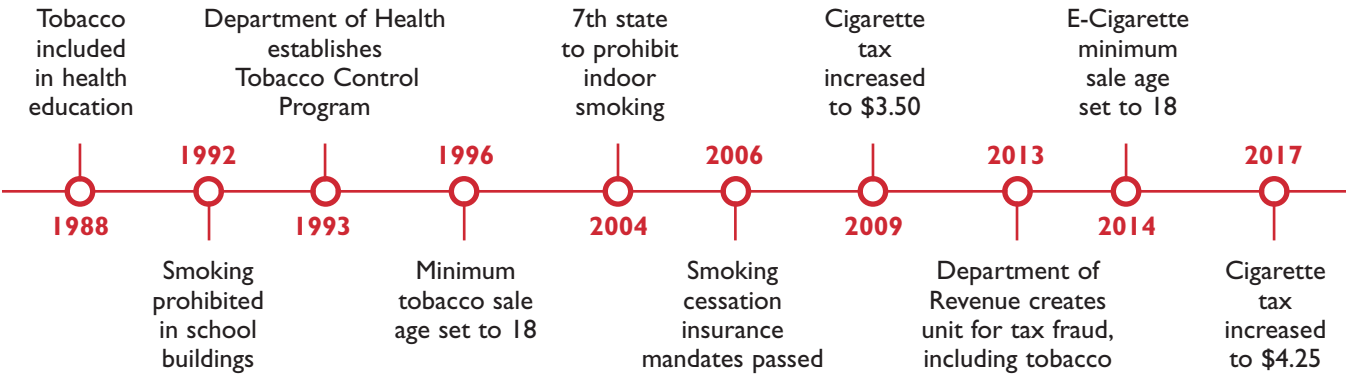 Tobacco
included
in health
education
1988
1992
Smoking
prohibited
in school
buildings
Department of Health
establishes
Tobacco Control
Program
1993
1996
Minimum
tobacco sale
age set to 18
7th state
to prohibit
indoor
smoking
2004
2006
Smoking
cessation
insurance
mandates passed
Cigarette
tax
increased
to $3.50
2009
2013
Department of
Revenue creates
unit for tax fraud,
including tobacco
E-Cigarette
minimum
sale age
set to 18
2014
2017
Cigarette
tax
increased
to $4.25